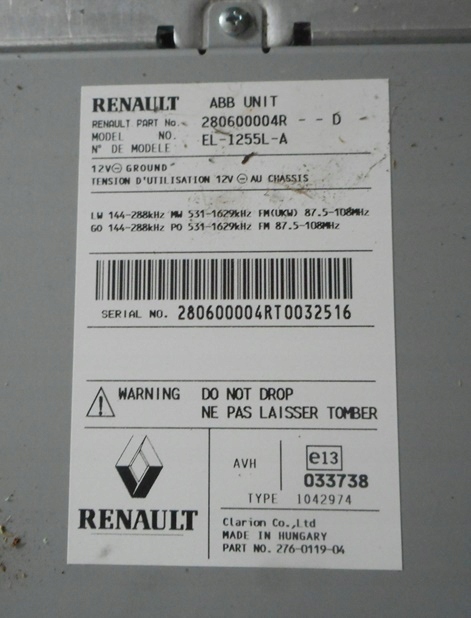 RENAULT ABB UNIT
RENAULT PART No. 280600004R - - D
MODEL NO. EL-1255L-A
N° DE MODELE
12V⊖ GROUND
TENSION D'UTILISATION 12V ⊖ AU CHASSIS
LW 144-288kHz MW 531-1629kHz FM(UKW) 87.5-108MHz
GO 144-288kHz PO 531-1629kHz FM 87.5-108MHz
SERIAL NO. 280600004RT0032516
WARNING DO NOT DROP
NE PAS LAISSER TOMBER
RENAULT
AVH e13
033738
TYPE 1042974
Clarion Co.,Ltd
MADE IN HUNGARY
PART NO. 276-0119-04